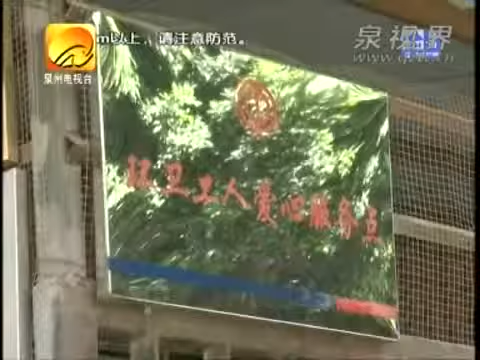 m以上，请注意防范。
泉视界
泉州电视台
环卫工人爱心服务点